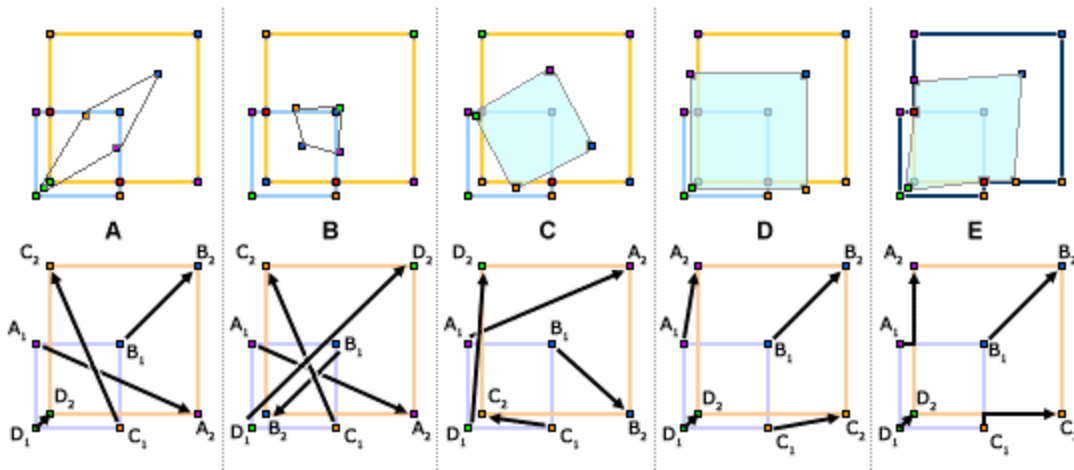 A B C D E
C₂ B₂ C₂ D₂ D₂ A₂ A₂ B₂ A₂ B₂
A₁ B₁ A₁ B₁ A₁ B₁ A₁ B₁ A₁ B₁
D₂ C₂ D₂ D₂
D₁ C₁ A₂ D₁ B₂ C₁ A₂ D₁ C₁ B₂ D₁ C₁ C₂ D₁ C₁ C₂